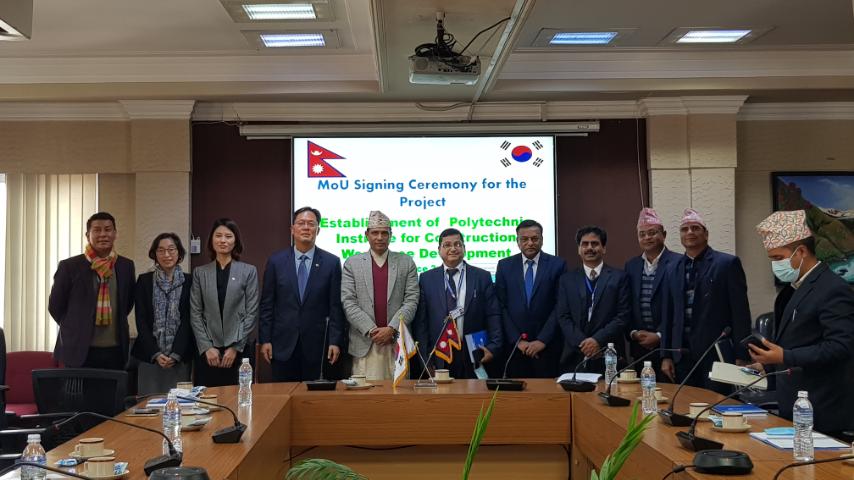 MoU Signing Ceremony for the
Project
Establishment of Polytechnic
Institute for Construction
Development